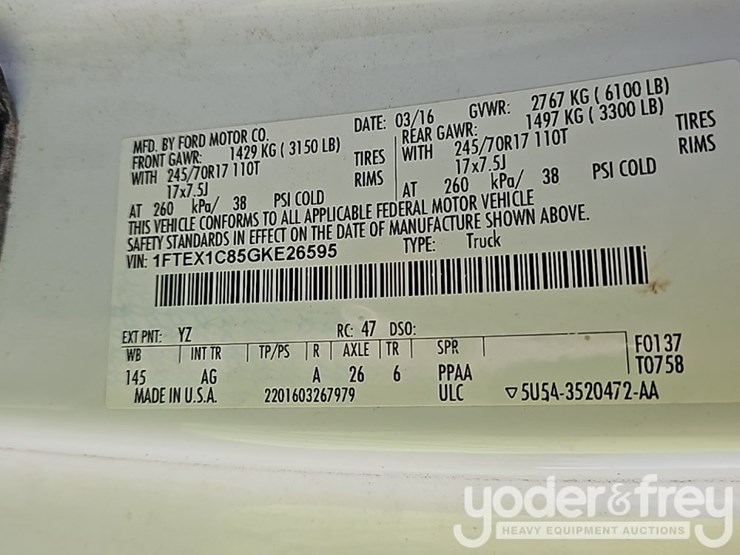 MFD. BY FORD MOTOR CO. DATE: 03/16 GVWR: 2767 KG ( 6100 LB)
FRONT GAWR: 1429 KG ( 3150 LB) REAR GAWR: 1497 KG ( 3300 LB)
WITH 245/70R17 110T TIRES WITH 245/70R17 110T TIRES
17x7.5J RIMS 17x7.5J RIMS
AT 260 kPa/ 38 PSI COLD AT 260 kPa/ 38 PSI COLD
THIS VEHICLE CONFORMS TO ALL APPLICABLE FEDERAL MOTOR VEHICLE
SAFETY STANDARDS IN EFFECT ON THE DATE OF MANUFACTURE SHOWN ABOVE.
VIN: 1FTEX1C85GKE26595 TYPE: Truck
EXT PNT: YZ RC: 47 DSO:
WB INT TR TP/PS R AXLE TR SPR F0137
145 AG A 26 6 PPAA T0758
MADE IN U.S.A. 2201603267979 ULC ▽5U5A-3520472-AA
yoder&frey
HEAVY EQUIPMENT AUCTIONS